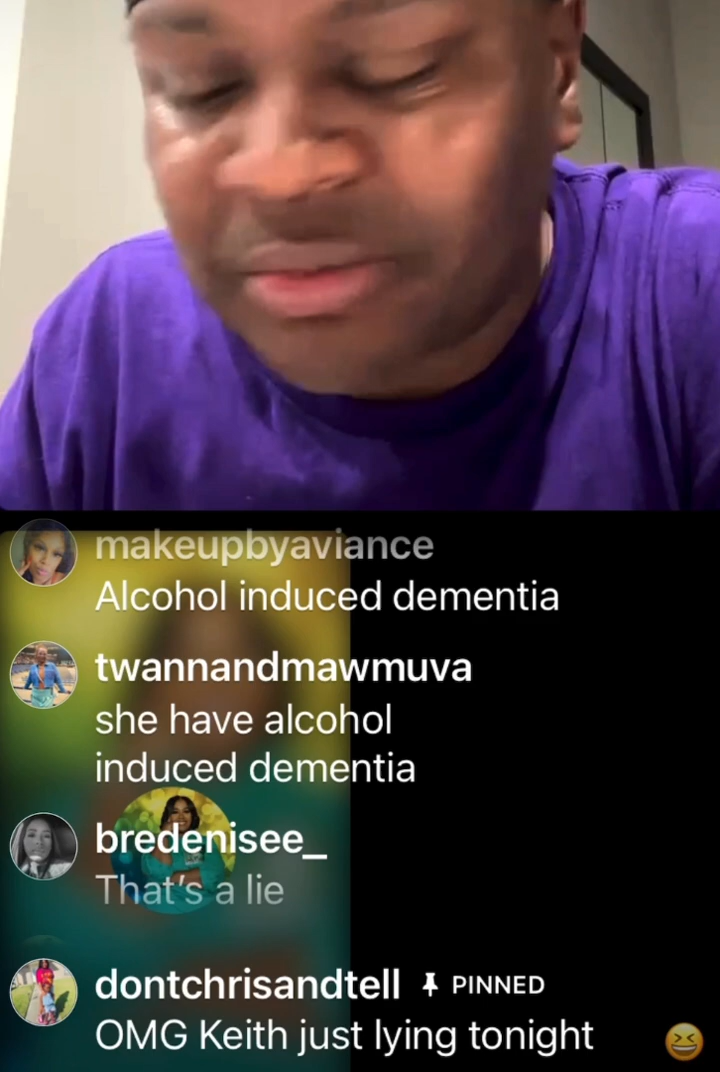 makeupbyaviance
Alcohol induced dementia
twannandmawmuva
she have alcohol
induced dementia
bredenisee_
That's a lie
dontchrisandtell PINNED
OMG Keith just lying tonight